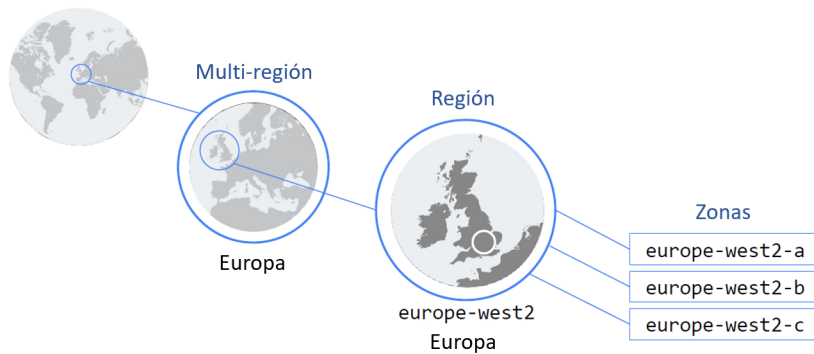 Multi-región
Europa
Región
europe-west2
Europa
Zonas
europe-west2-a
europe-west2-b
europe-west2-c